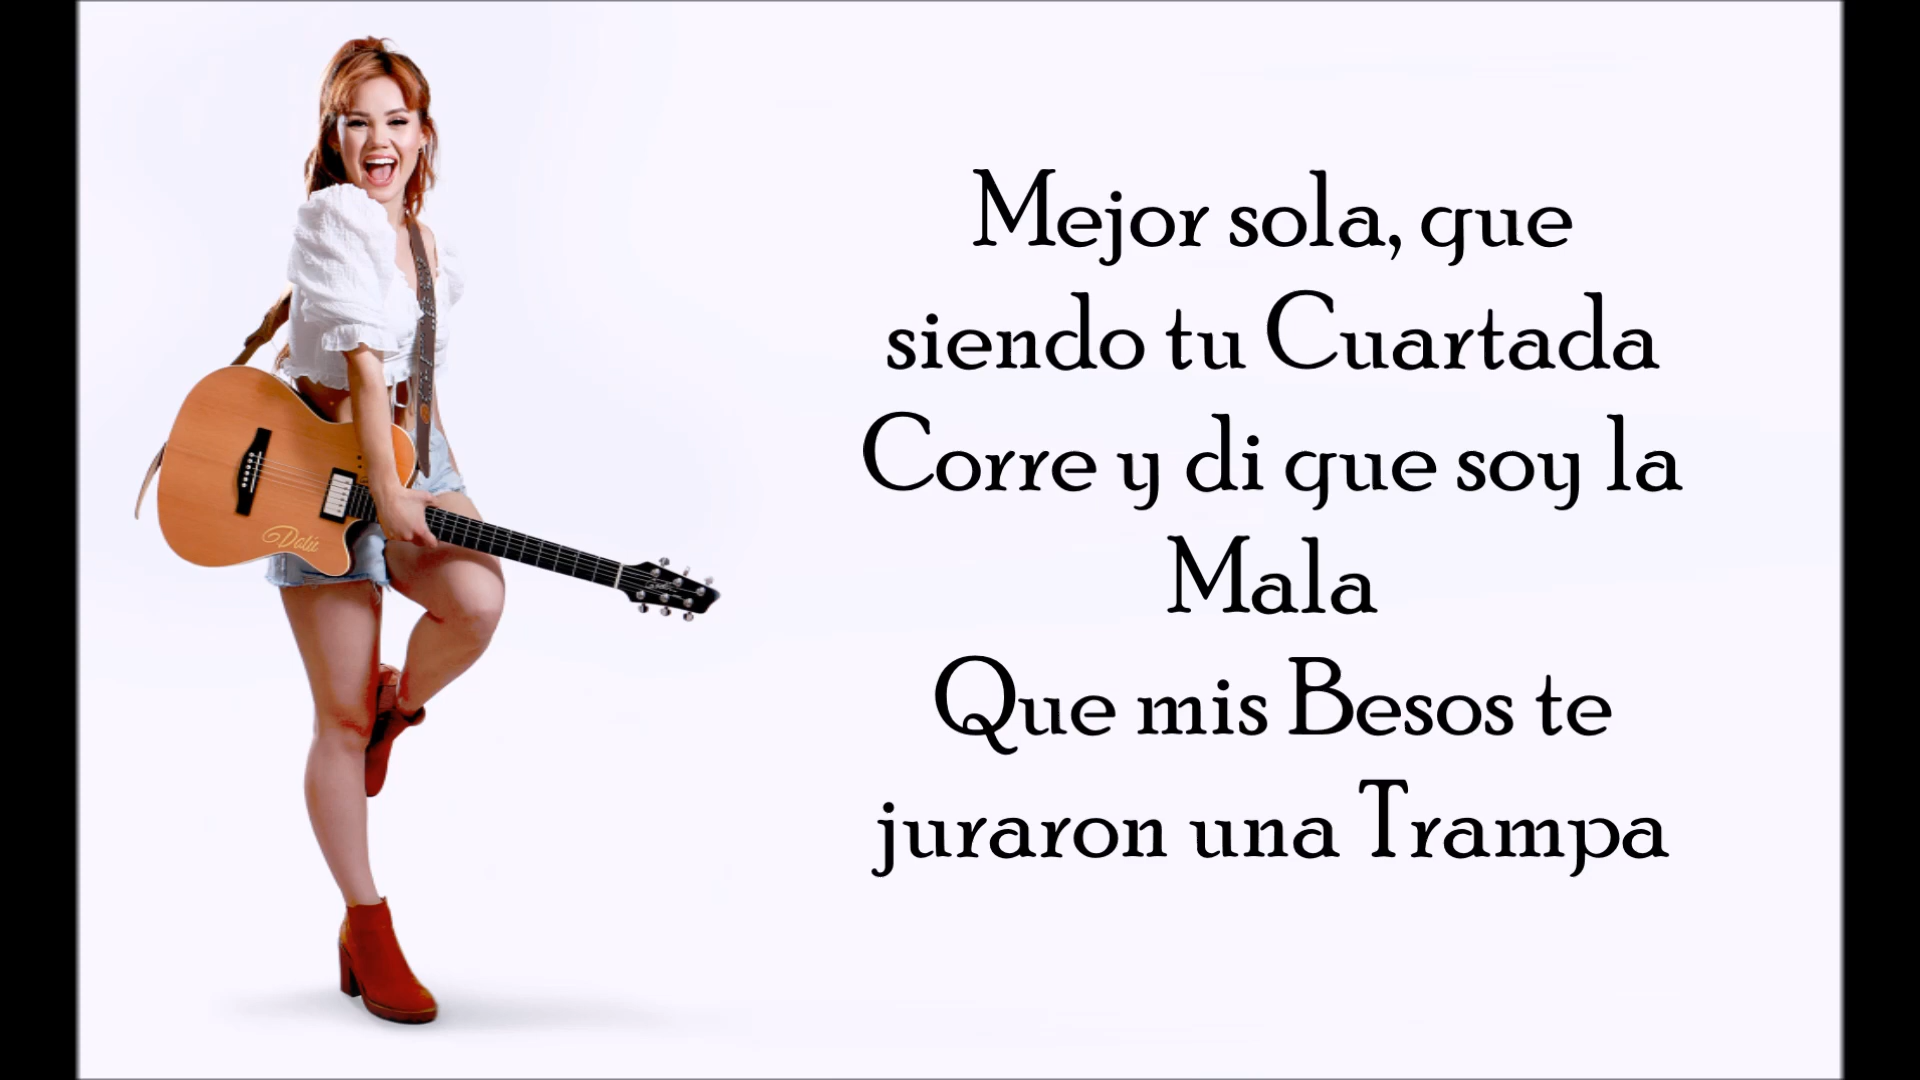 Mejor sola, que
siendo tu Cuartada
Corre y di que soy la
Mala
Que mis Besos te
juraron una Trampa
Dalú